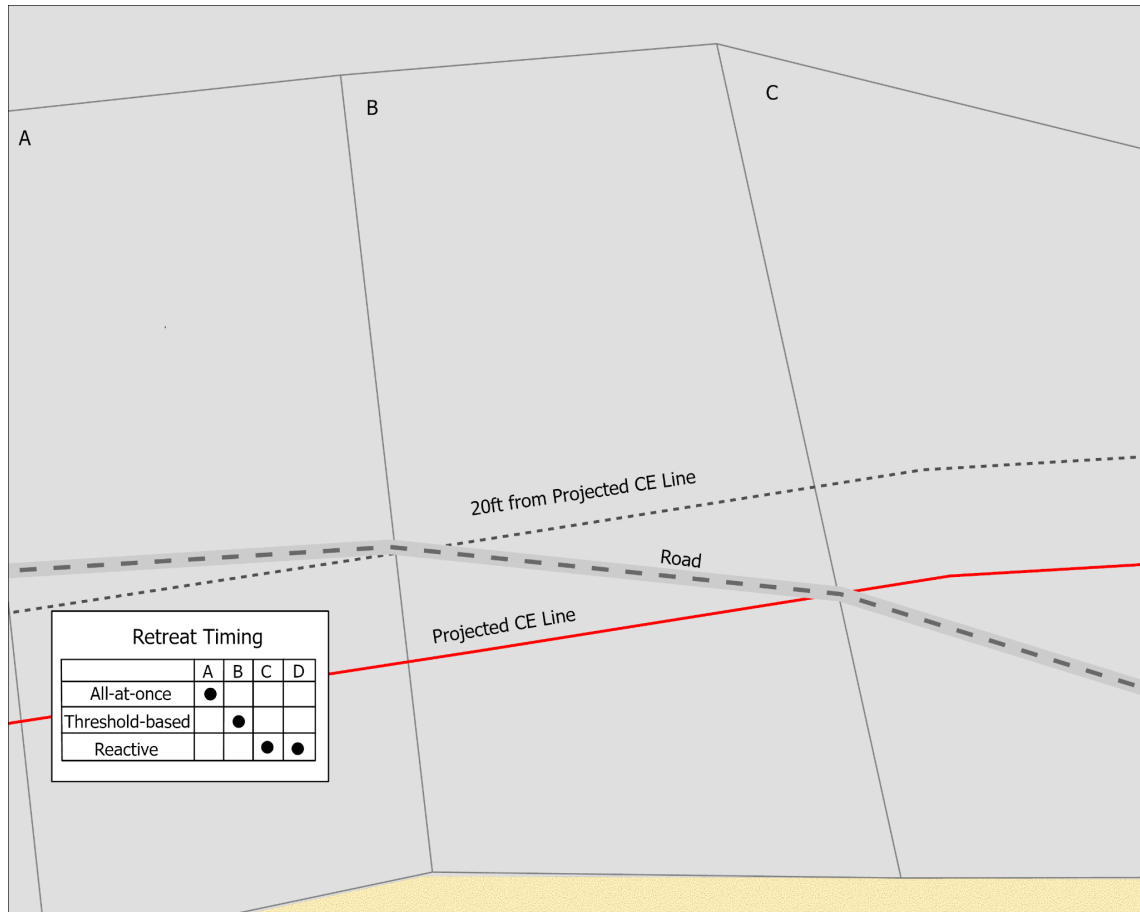 C
B
A
20ft from Projected CE Line
Road
Projected CE Line
Retreat Timing
A B C D
All-at-once
Threshold-based
Reactive